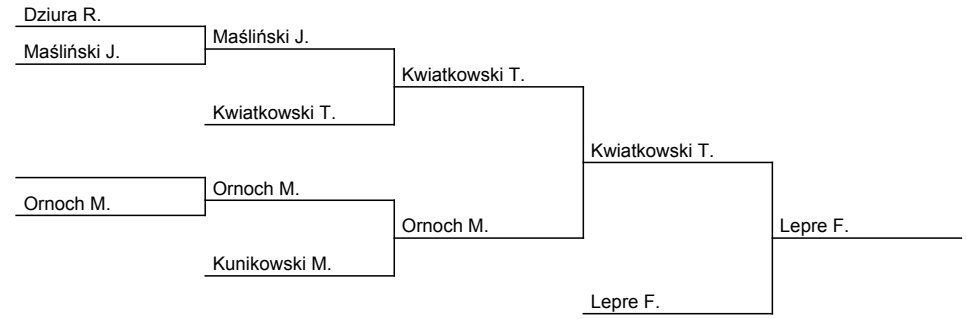 Dziura R.
Maśliński J.
Maśliński J.
Kwiatkowski T.
Kwiatkowski T.
Kwiatkowski T.
Ornoch M.
Ornoch M.
Ornoch M.
Lepre F.
Kunikowski M.
Lepre F.